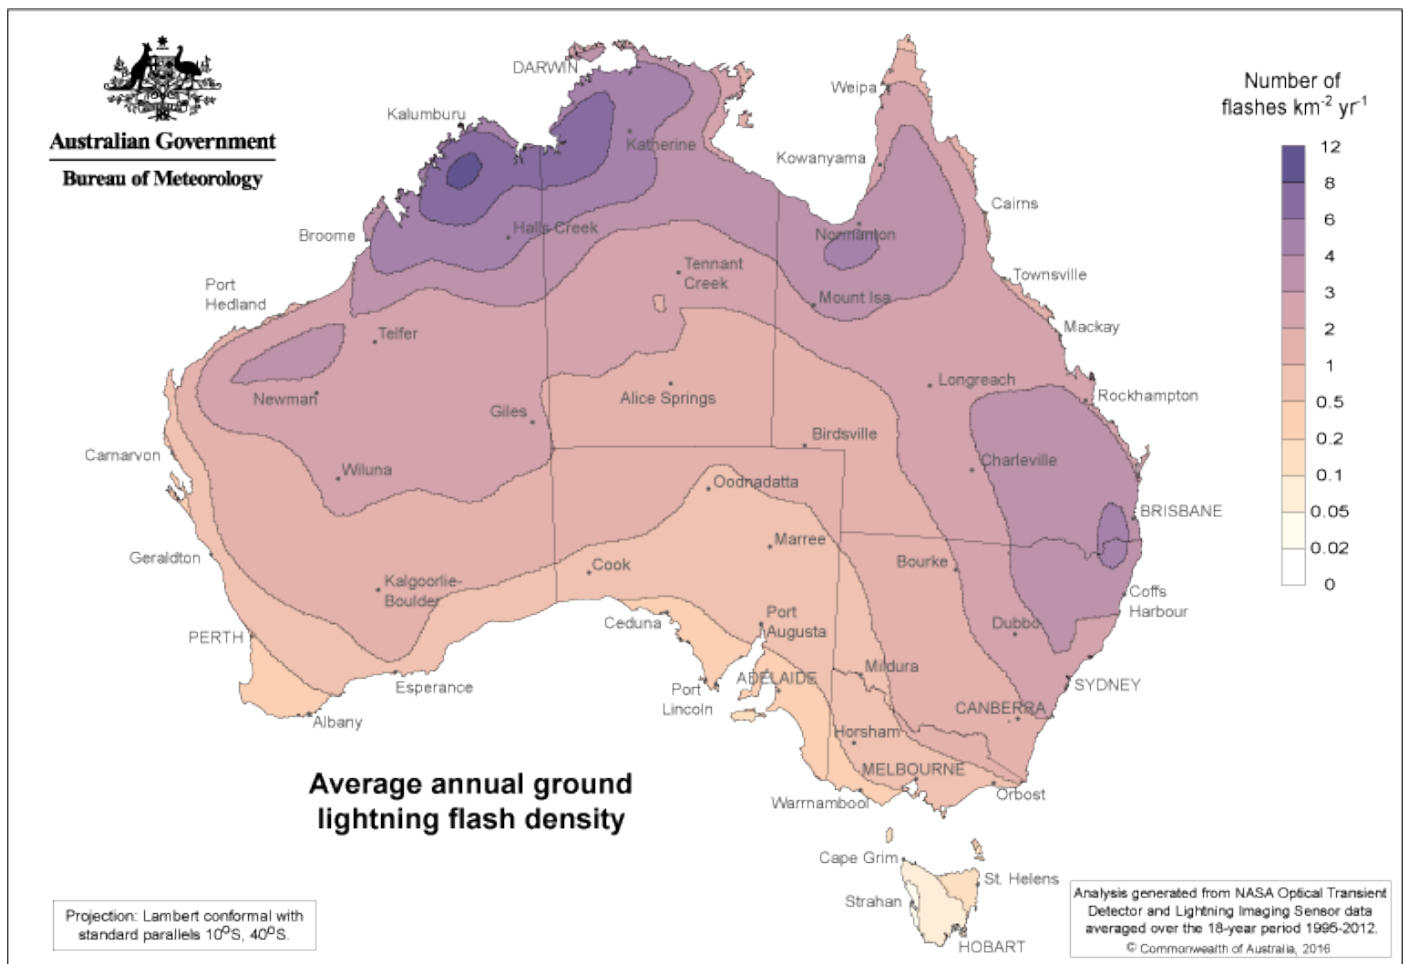 Australian Government
Bureau of Meteorology
Number of
flashes km⁻² yr⁻¹
12
8
6
4
3
2
1
0.5
0.2
0.1
0.05
0.02
0
DARWIN
Kalumburu
Katherine
Weipa
Kowanyama
Cairns
Broome
Halls Creek
Normanton
Port
Hedland
Tennant
Creek
Townsville
Mount Isa
Telfer
Mackay
Newman
Giles
Alice Springs
Longreach
Rockhampton
Carnarvon
Wiluna
Birdsville
Charleville
Oodnadatta
BRISBANE
Geraldton
Marree
Bourke
Cook
Kalgoorlie-
Boulder
Coffs
Harbour
PERTH
Ceduna
Port
Augusta
Dubbo
Esperance
Port
Lincoln
ADELAIDE
Mildura
SYDNEY
Albany
CANBERRA
Horsham
MELBOURNE
Warrnambool
Orbost
Average annual ground
lightning flash density
Cape Grim
St. Helens
Strahan
HOBART
Projection: Lambert conformal with
standard parallels 10°S, 40°S.
Analysis generated from NASA Optical Transient
Detector and Lightning Imaging Sensor data
averaged over the 18-year period 1995-2012.
© Commonwealth of Australia, 2016